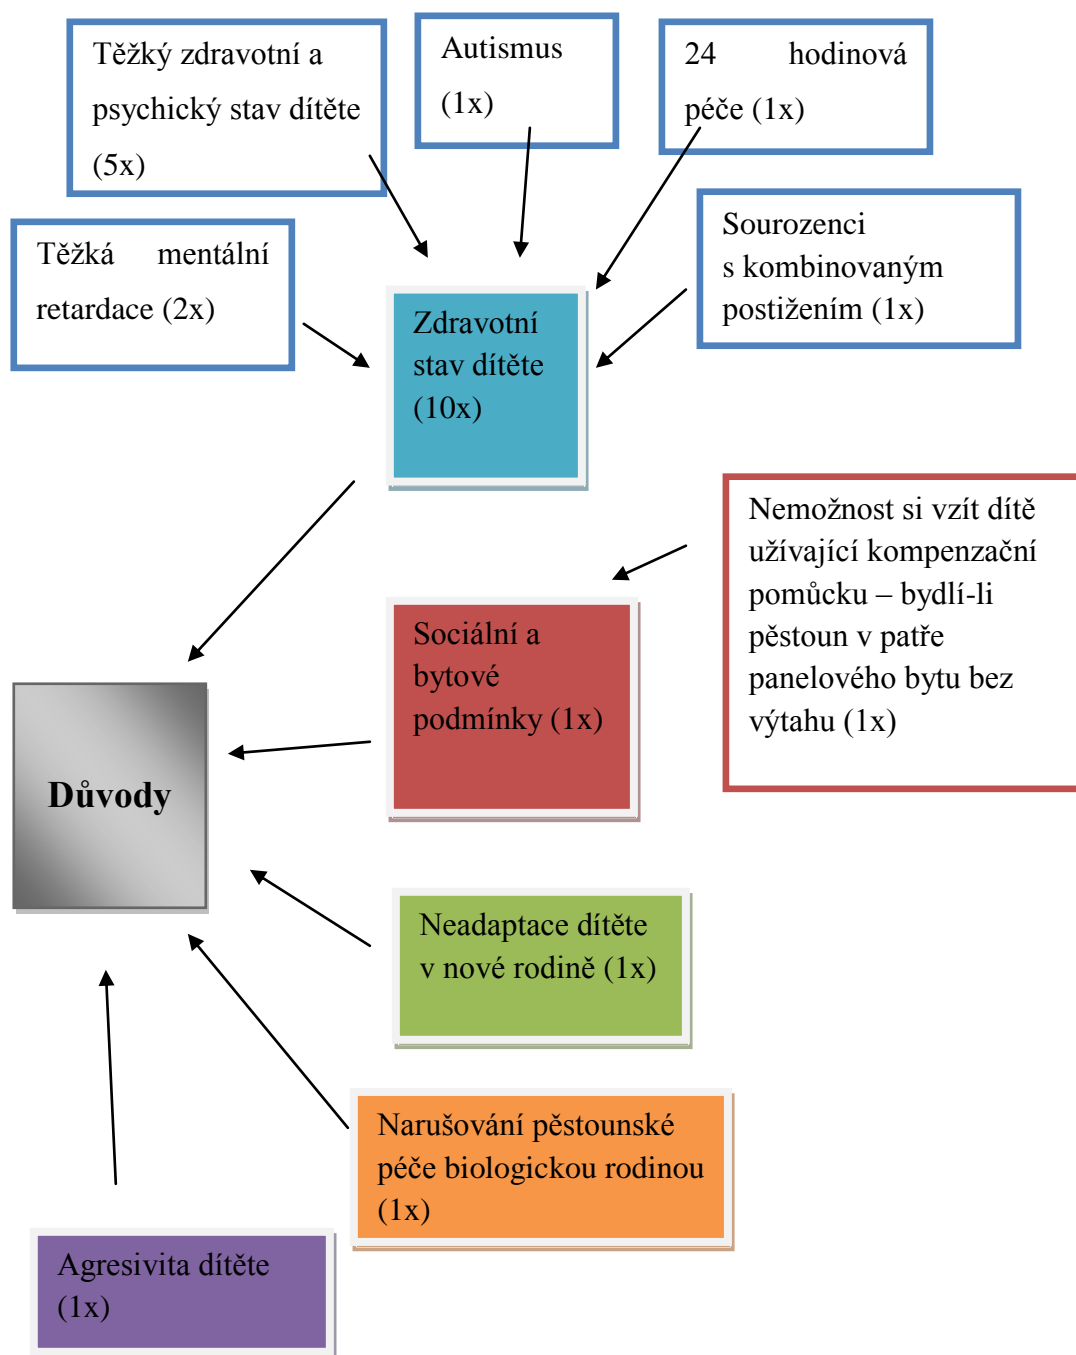 Těžký zdravotní a
psychický stav dítěte
(5x)
Autismus
(1x)
24 hodinová
péče (1x)
Těžká mentální
retardace (2x)
Sourozenci
s kombinovaným
postižením (1x)
Zdravotní
stav dítěte
(10x)
Nemožnost si vzít dítě
užívající kompenzační
pomůcku – bydlí-li
pěstoun v patře
panelového bytu bez
výtahu (1x)
Sociální a
bytové
podmínky (1x)
Důvody
Neadaptace dítěte
v nové rodině (1x)
Narušování pěstounské
péče biologickou rodinou
(1x)
Agresivita dítěte
(1x)